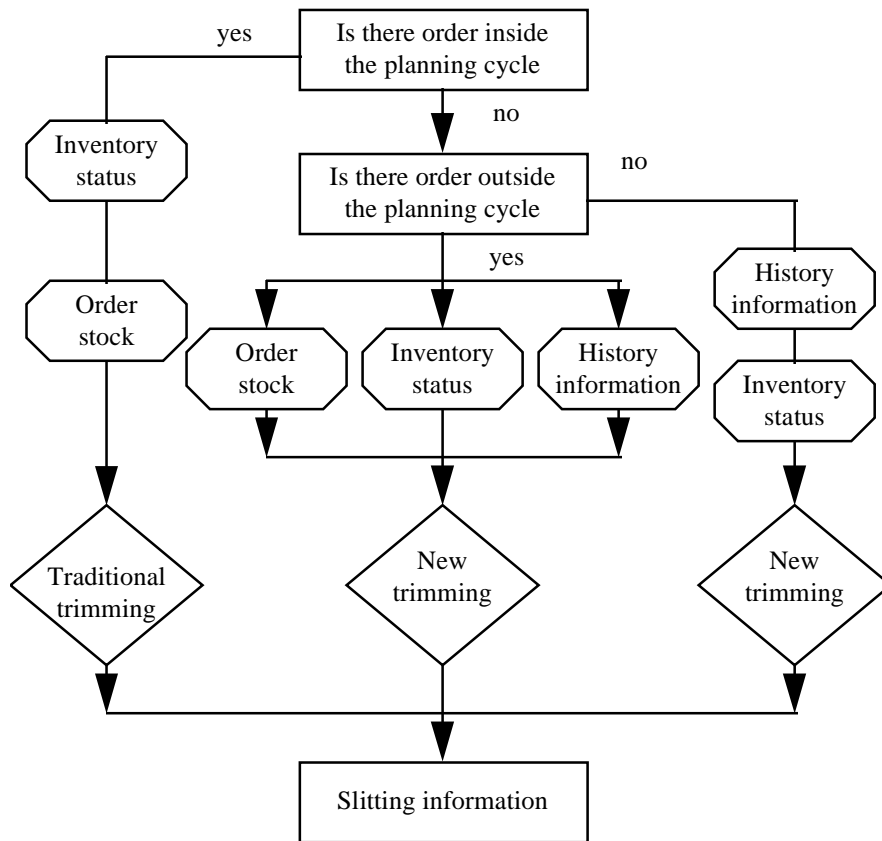 yes
Is there order inside
the planning cycle
no
Inventory
status
Is there order outside
the planning cycle
no
yes
History
information
Order
stock
Order
stock
Inventory
status
History
information
Inventory
status
Traditional
trimming
New
trimming
New
trimming
Slitting information